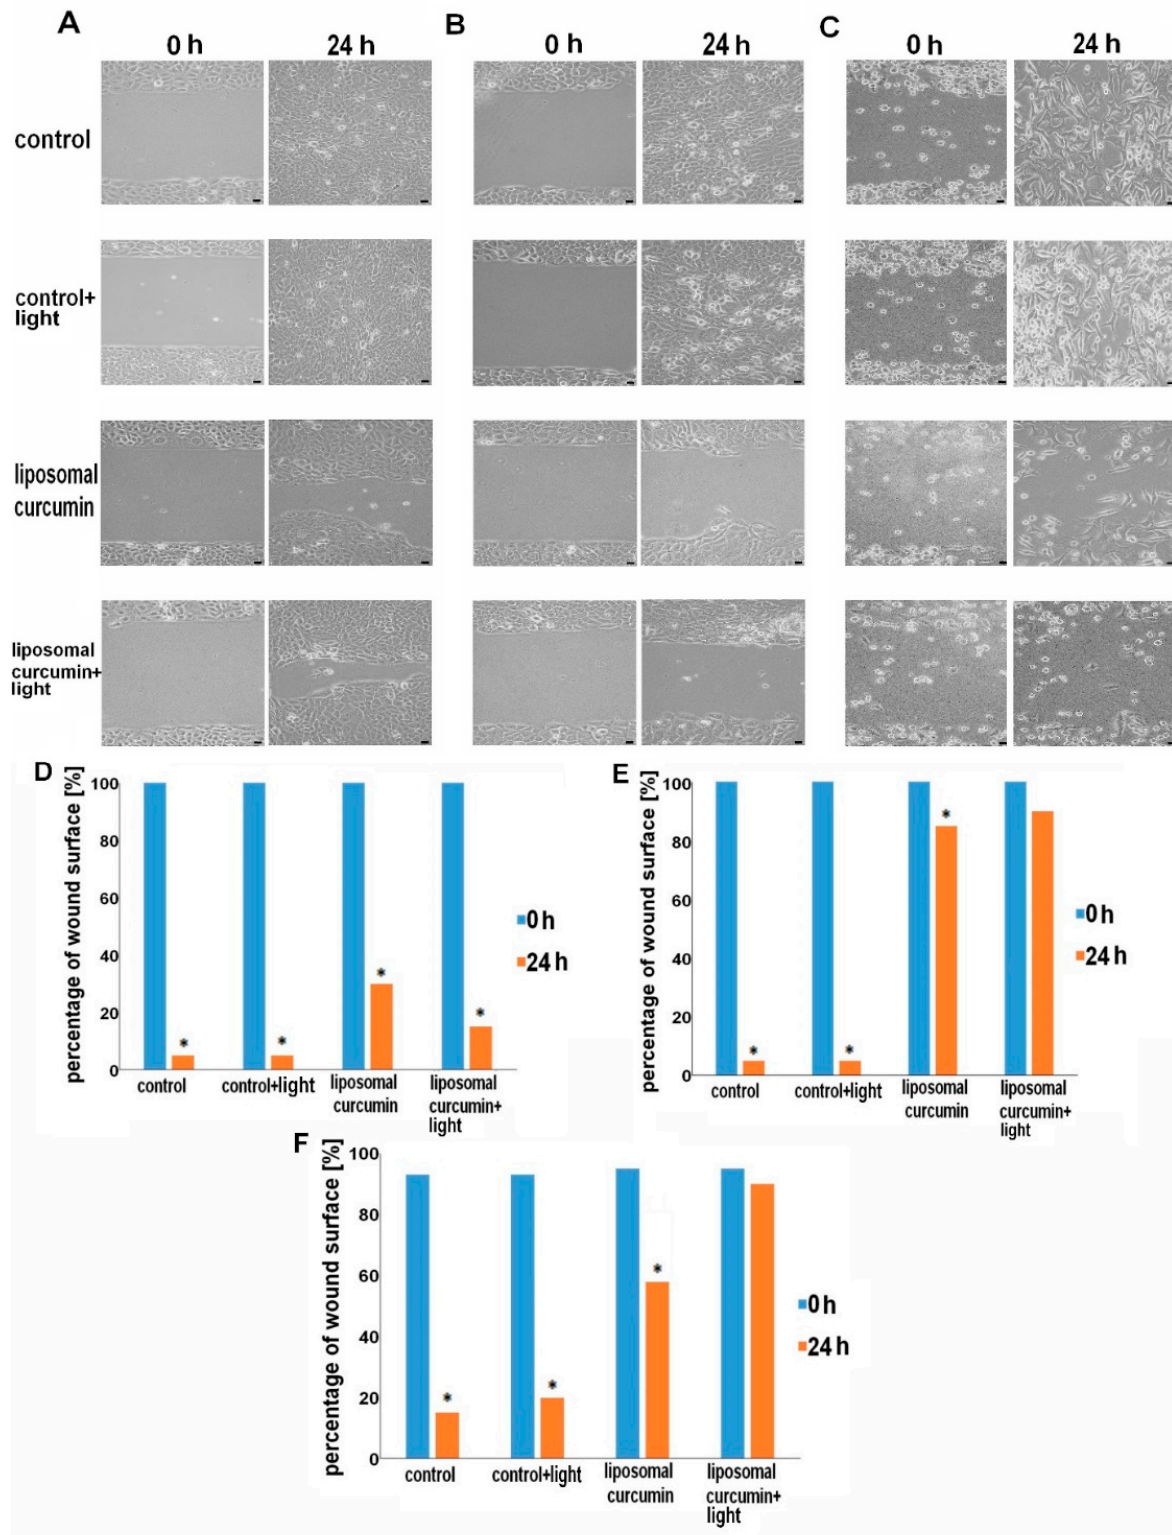 A
B
C
0 h
24 h
0 h
24 h
0 h
24 h
control
control+
light
liposomal
curcumin
liposomal
curcumin+
light
D
percentage of wound surface [%]
100
80
60
40
20
0
*
*
*
*
control
control+light
liposomal
curcumin
liposomal
curcumin+
light
0 h
24 h
E
percentage of wound surface [%]
100
80
60
40
20
0
*
*
*
control
control+light
liposomal
curcumin
liposomal
curcumin+
light
0 h
24 h
F
percentage of wound surface [%]
100
80
60
40
20
0
*
*
*
control
control+light
liposomal
curcumin
liposomal
curcumin+
light
0 h
24 h